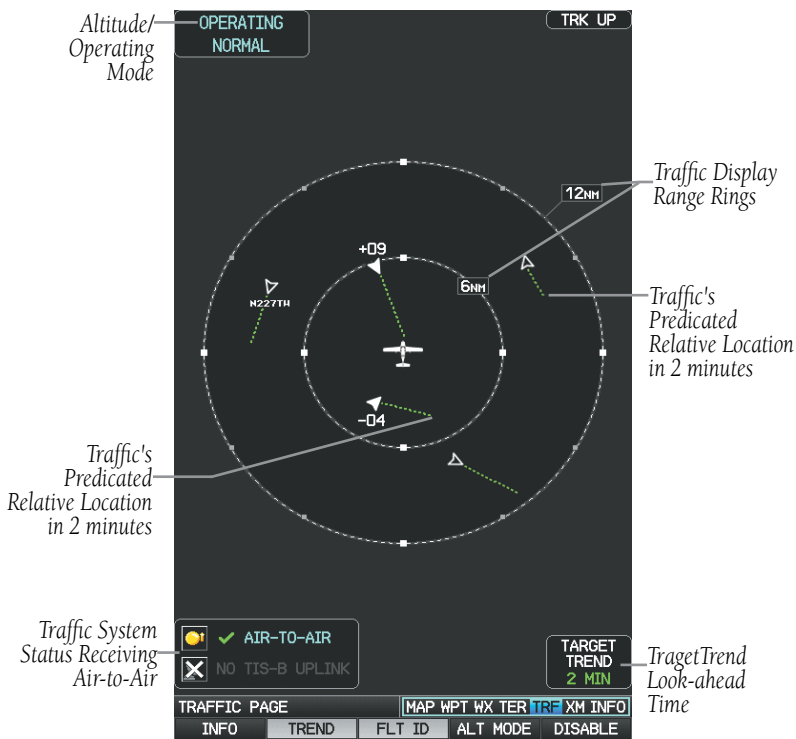 Altitude/
Operating
Mode
OPERATING
NORMAL
TRK UP
12NM
Traffic Display
Range Rings
+09
6NM
N227TH
Traffic's
Predicated
Relative Location
in 2 minutes
-04
Traffic's
Predicated
Relative Location
in 2 minutes
Traffic System
Status Receiving
Air-to-Air
AIR-TO-AIR
NO TIS-B UPLINK
TARGET
TREND
2 MIN
TragetTrend
Look-ahead
Time
TRAFFIC PAGE
MAP WPT WX TER TRF XM INFO
INFO TREND FLT ID ALT MODE DISABLE